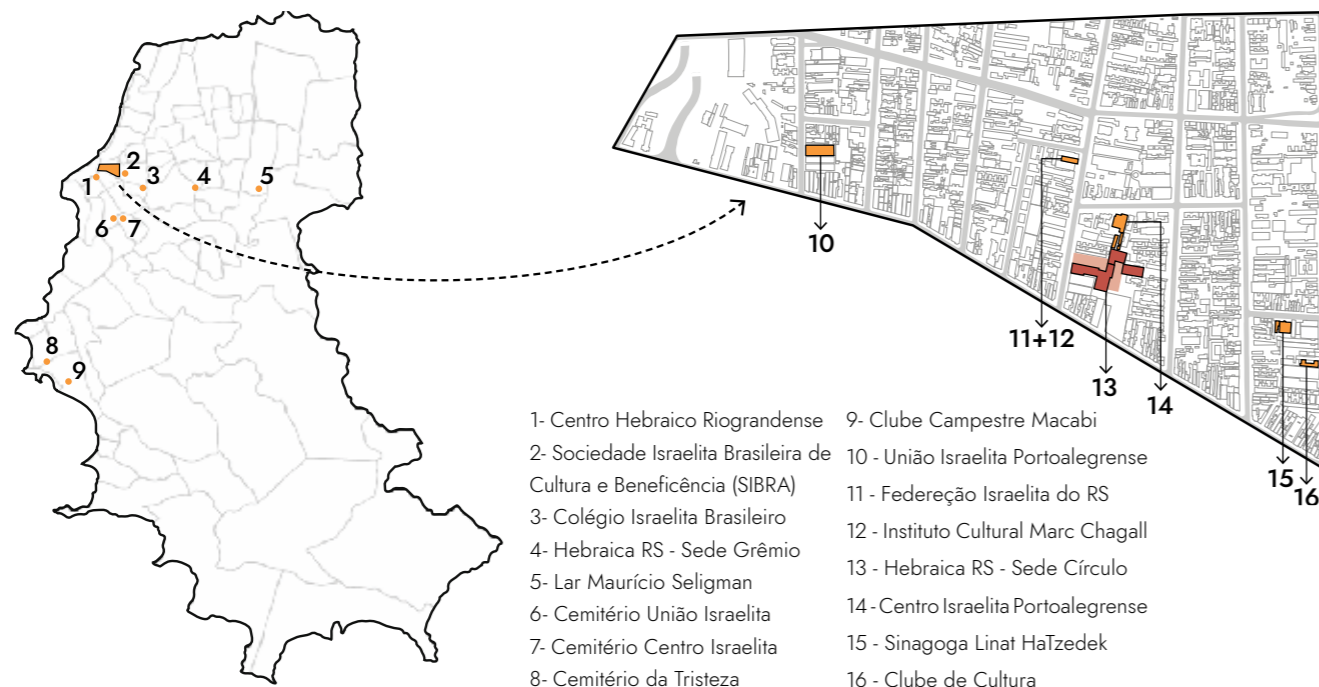 1
2
3
4
5
6
7
8
9
10
11+12
13
14
15
16
1- Centro Hebraico Riograndense
2- Sociedade Israelita Brasileira de
Cultura e Beneficência (SIBRA)
3- Colégio Israelita Brasileiro
4- Hebraica RS - Sede Grêmio
5- Lar Maurício Seligman
6- Cemitério União Israelita
7- Cemitério Centro Israelita
8- Cemitério da Tristeza
9- Clube Campestre Macabi
10 - União Israelita Portoalegrense
11 - Federeção Israelita do RS
12 - Instituto Cultural Marc Chagall
13 - Hebraica RS - Sede Círculo
14 - Centro Israelita Portoalegrense
15 - Sinagoga Linat HaTzedek
16 - Clube de Cultura